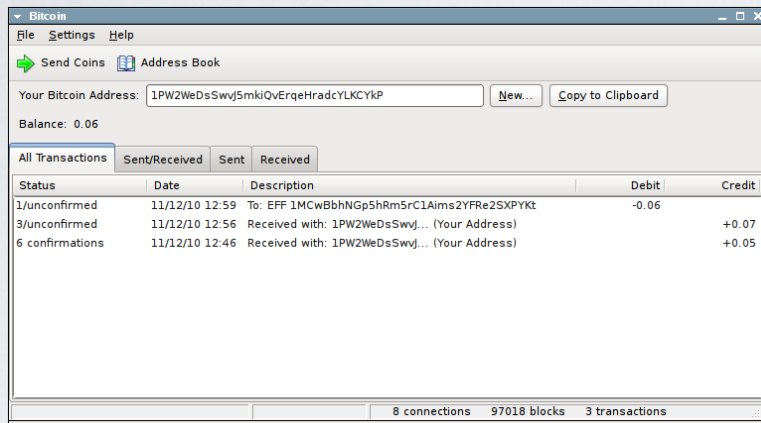 Bitcoin
File Settings Help
Send Coins Address Book
Your Bitcoin Address: 1PW2WeDsSwvJ5mkiQvErqeHradcYLKCYkP New... Copy to Clipboard
Balance: 0.06
All Transactions Sent/Received Sent Received
Status Date Description Debit Credit
1/unconfirmed 11/12/10 12:59 To: EFF 1MCwBbhNGp5hRm5rC1Aims2YFRe2SXPYKt -0.06
3/unconfirmed 11/12/10 12:56 Received with: 1PW2WeDsSwvJ... (Your Address) +0.07
6 confirmations 11/12/10 12:46 Received with: 1PW2WeDsSwvJ... (Your Address) +0.05
8 connections 97018 blocks 3 transactions